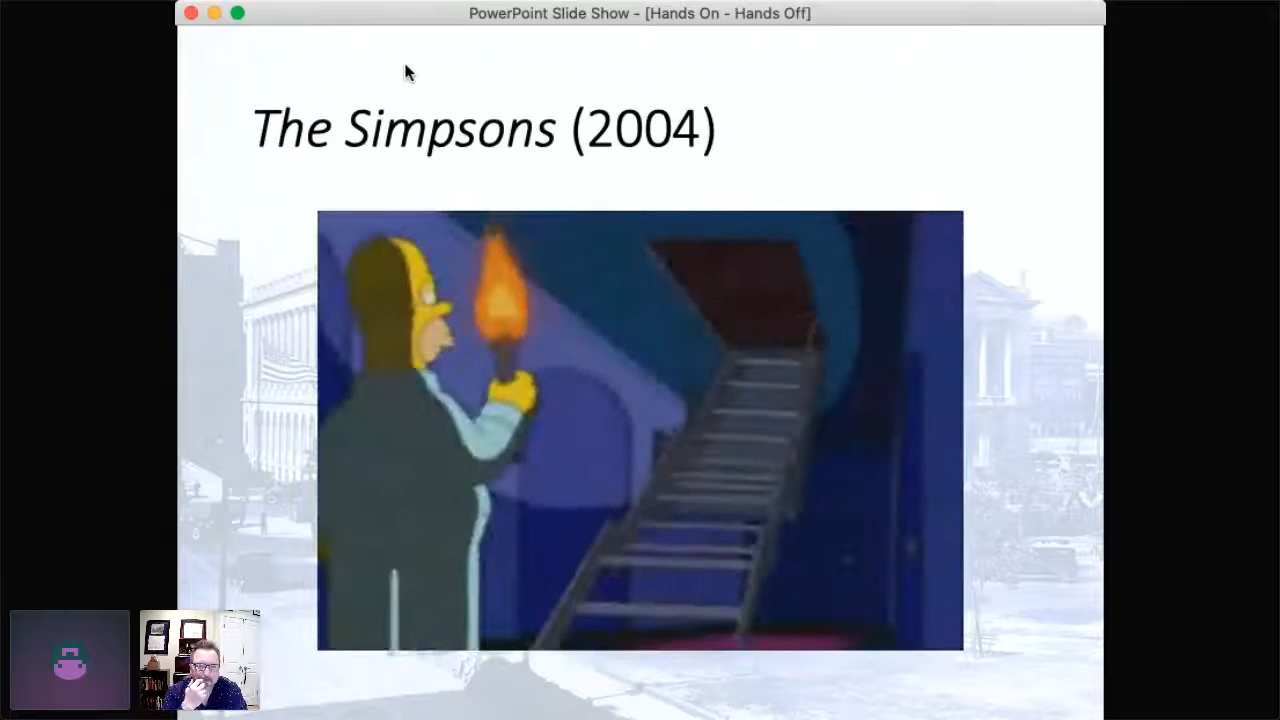 PowerPoint Slide Show - [Hands On - Hands Off]
The Simpsons (2004)